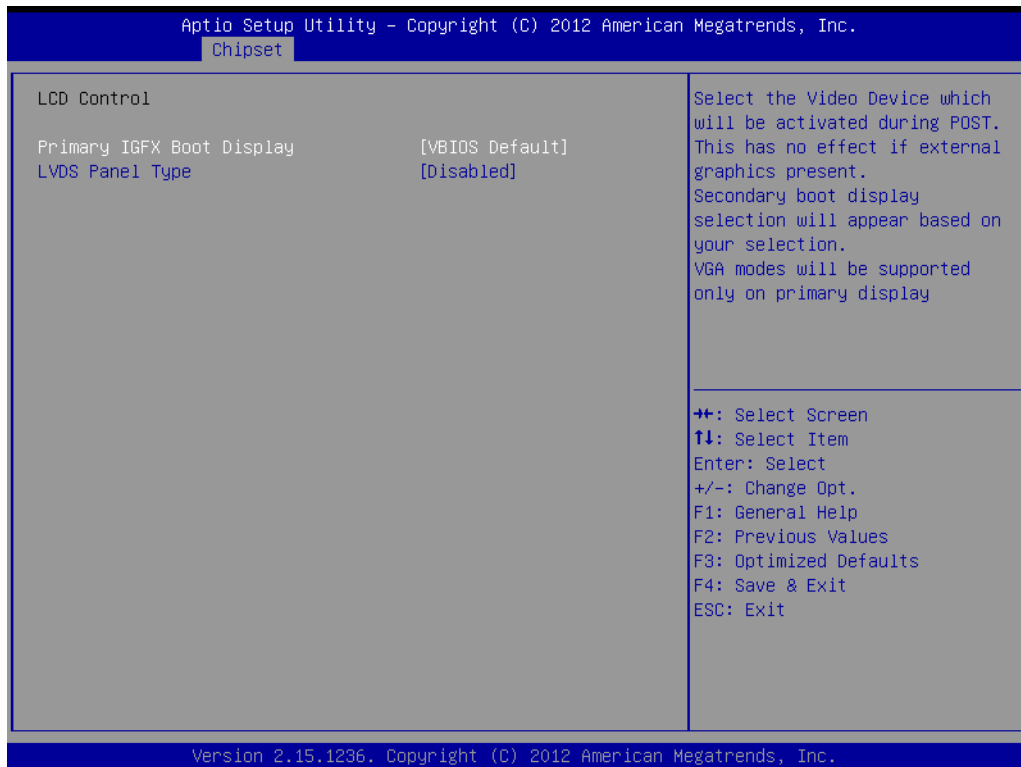 Aptio Setup Utility – Copyright (C) 2012 American Megatrends, Inc.
Chipset
LCD Control
Primary IGFX Boot Display [VBIOS Default]
LVDS Panel Type [Disabled]
Select the Video Device which
will be activated during POST.
This has no effect if external
graphics present.
Secondary boot display
selection will appear based on
your selection.
VGA modes will be supported
only on primary display
→←: Select Screen
↑↓: Select Item
Enter: Select
+/-: Change Opt.
F1: General Help
F2: Previous Values
F3: Optimized Defaults
F4: Save & Exit
ESC: Exit
Version 2.15.1236. Copyright (C) 2012 American Megatrends, Inc.